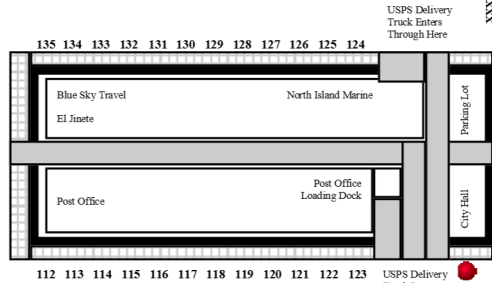 USPS Delivery
Truck Enters
Through Here
XXX
135 134 133 132 131 130 129 128 127 126 125 124
Blue Sky Travel
North Island Marine
El Jinete
Parking Lot
Post Office
Loading Dock
Post Office
City Hall
112 113 114 115 116 117 118 119 120 121 122 123
USPS Delivery